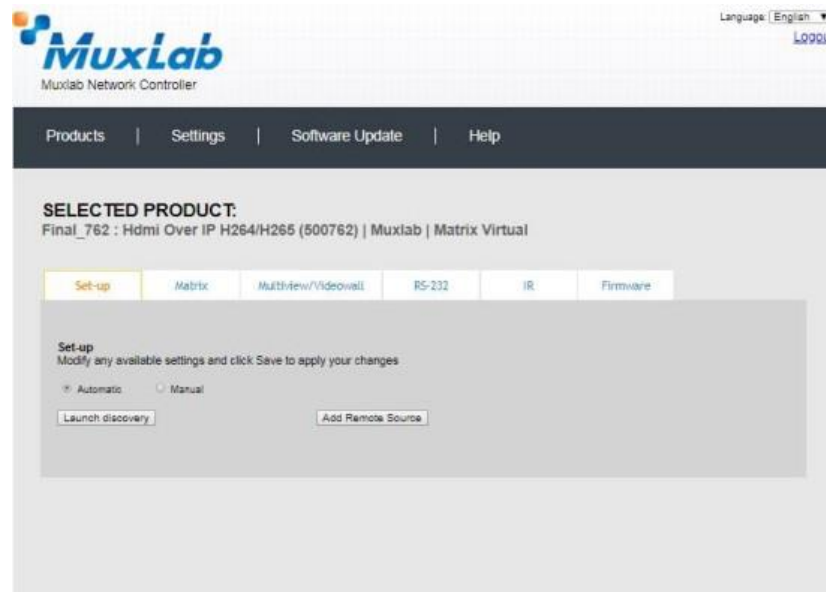 Language: English
Logou
MuxLab
Muxlab Network Controller
Products | Settings | Software Update | Help
SELECTED PRODUCT:
Final_762 : Hdmi Over IP H264/H265 (500762) | Muxlab | Matrix Virtual
Set-up Matrix Multiview/Videowall RS-232 IR Firmware
Set-up
Modify any available settings and click Save to apply your changes
Automatic Manual
Launch discovery Add Remote Source